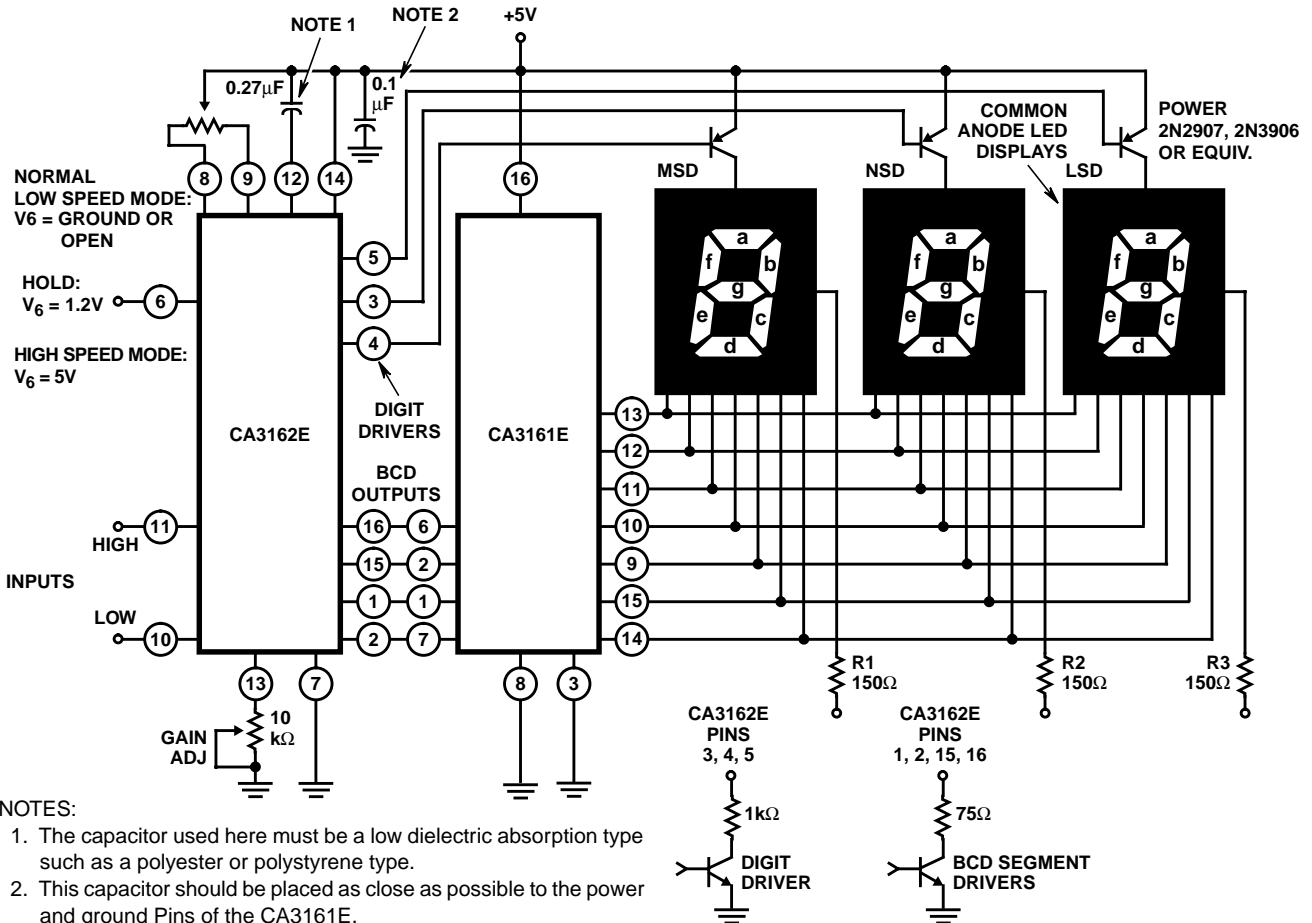 NOTE 1
NOTE 2
+5V
0.27µF
0.1
µF
COMMON
ANODE LED
DISPLAYS
POWER
2N2907, 2N3906
OR EQUIV.
8
9
12
14
16
MSD
NSD
LSD
NORMAL
LOW SPEED MODE:
V6 = GROUND OR
OPEN
HOLD:
V6 = 1.2V
6
HIGH SPEED MODE:
V6 = 5V
5
3
4
DIGIT
DRIVERS
CA3162E
CA3161E
a
f
b
g
e
c
d
a
f
b
g
e
c
d
a
f
b
g
e
c
d
BCD
OUTPUTS
13
12
11
10
9
15
14
11
HIGH
INPUTS
LOW
10
16
6
15
2
1
1
2
7
13
7
8
3
GAIN
ADJ
10
kΩ
R1
150Ω
R2
150Ω
R3
150Ω
CA3162E
PINS
3, 4, 5
1kΩ
DIGIT
DRIVER
CA3162E
PINS
1, 2, 15, 16
75Ω
BCD SEGMENT
DRIVERS
NOTES:
1. The capacitor used here must be a low dielectric absorption type
such as a polyester or polystyrene type.
2. This capacitor should be placed as close as possible to the power
and ground Pins of the CA3161E.